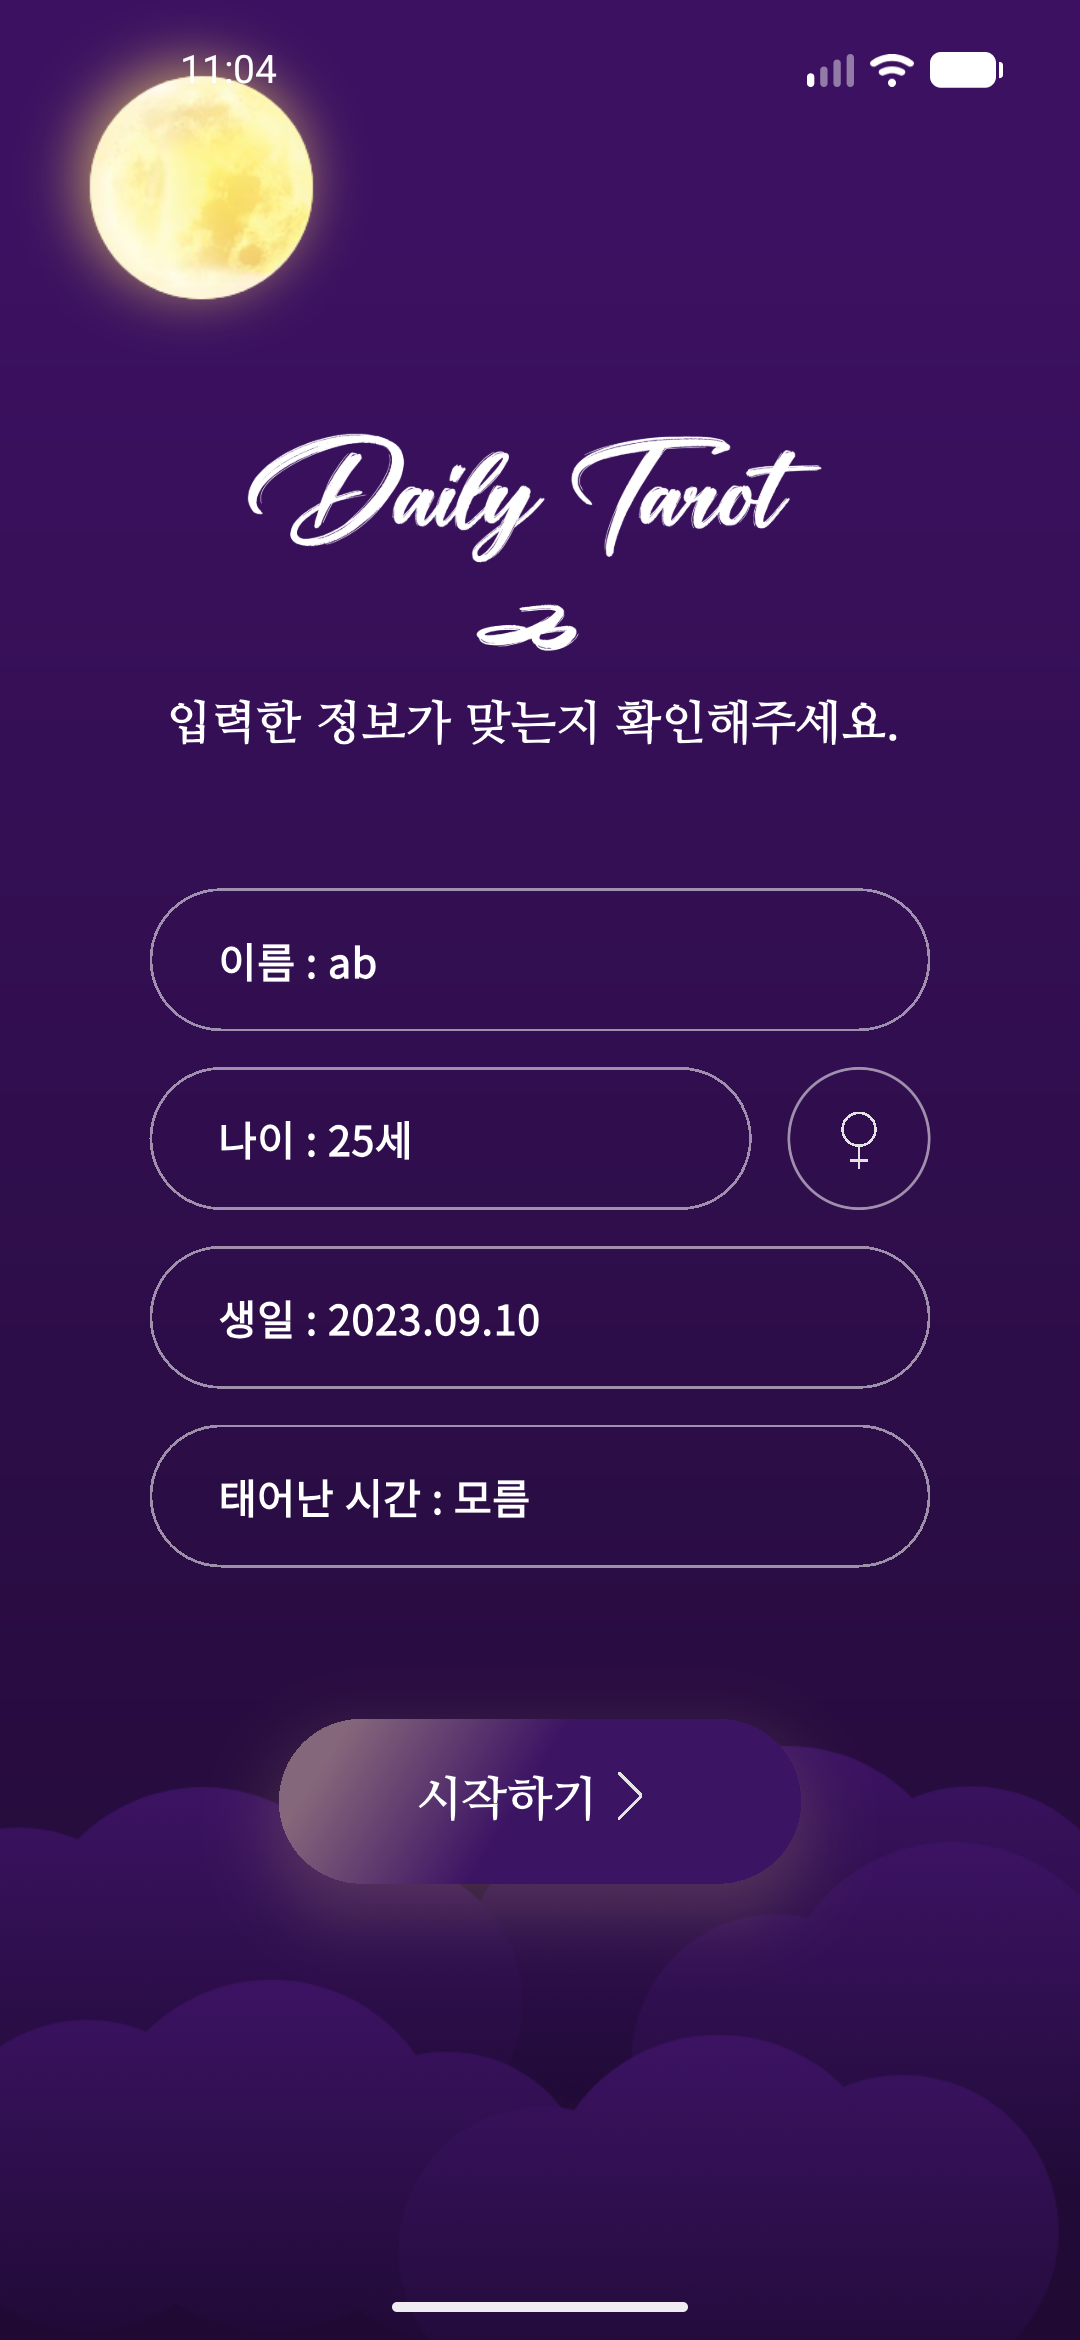 11:04
Daily Tarot
입력한 정보가 맞는지 확인해주세요.
이름 : ab
나이 : 25세
생일 : 2023.09.10
태어난 시간 : 모름
시작하기